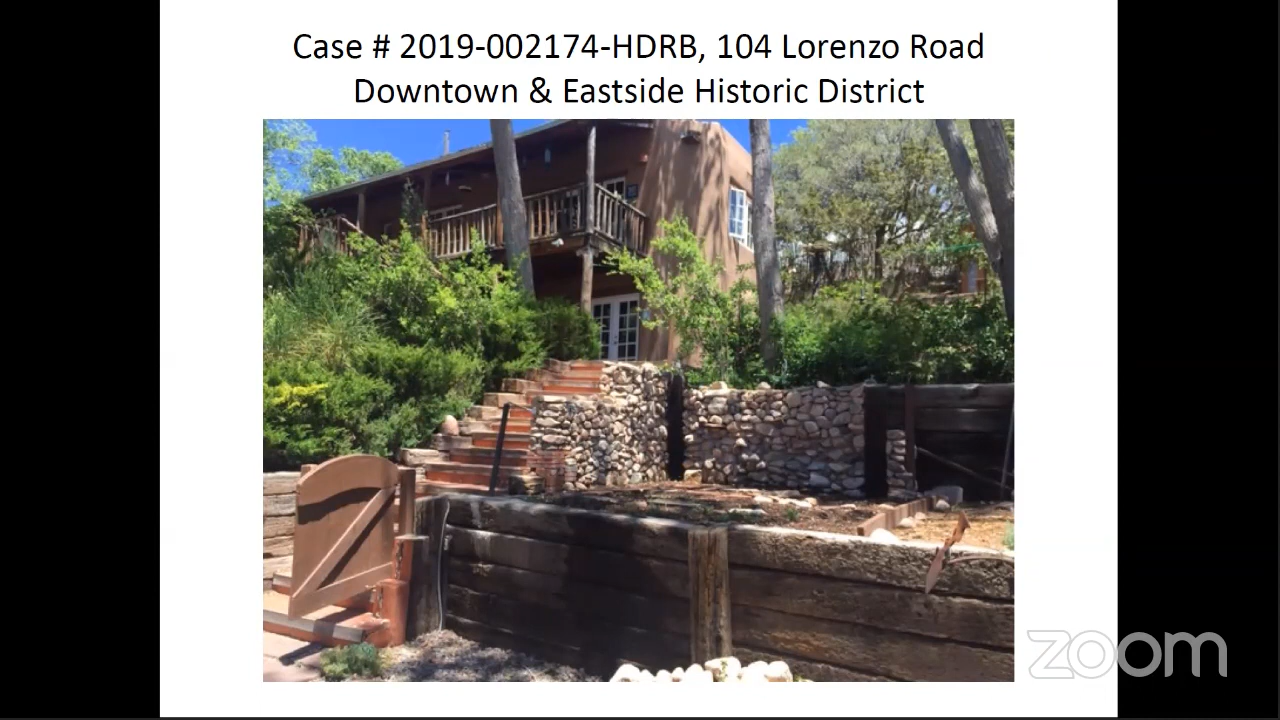 Case # 2019-002174-HDRB, 104 Lorenzo Road
Downtown & Eastside Historic District
zoom